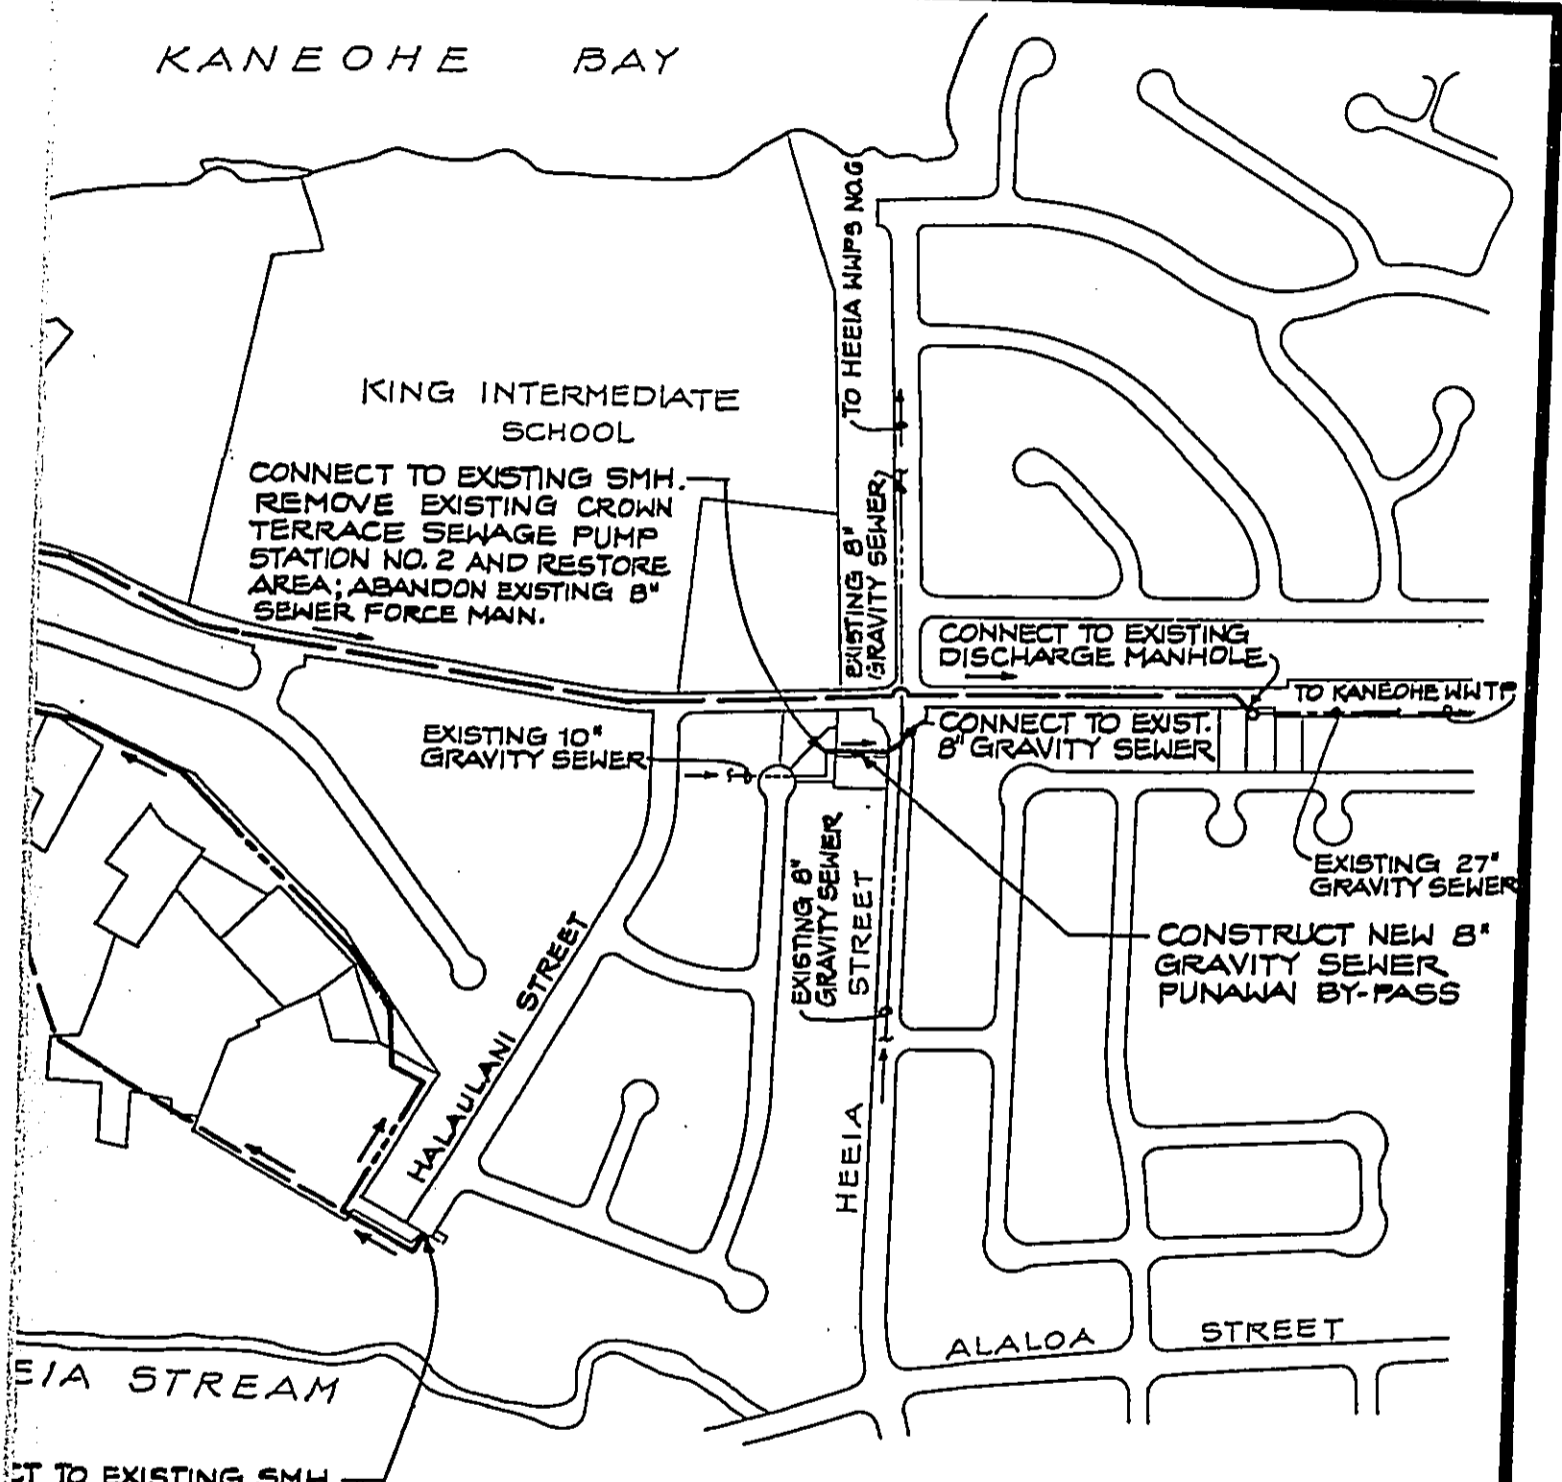 KANEOHE BAY
TO HEEIA WWPS NO.6
KING INTERMEDIATE
SCHOOL
CONNECT TO EXISTING SMH.
REMOVE EXISTING CROWN
TERRACE SEWAGE PUMP
STATION NO. 2 AND RESTORE
AREA; ABANDON EXISTING 8"
SEWER FORCE MAIN.
EXISTING 8"
GRAVITY SEWER
CONNECT TO EXISTING
DISCHARGE MANHOLE
TO KANEOHE WWTP
EXISTING 10"
GRAVITY SEWER
CONNECT TO EXIST.
8" GRAVITY SEWER
EXISTING 27"
GRAVITY SEWER
EXISTING 8"
GRAVITY SEWER
CONSTRUCT NEW 8"
GRAVITY SEWER
PUNAWAI BY-PASS
HALAULANI STREET
HEEIA STREET
ALALOA STREET
EIA STREAM
CT TO EXISTING SMH